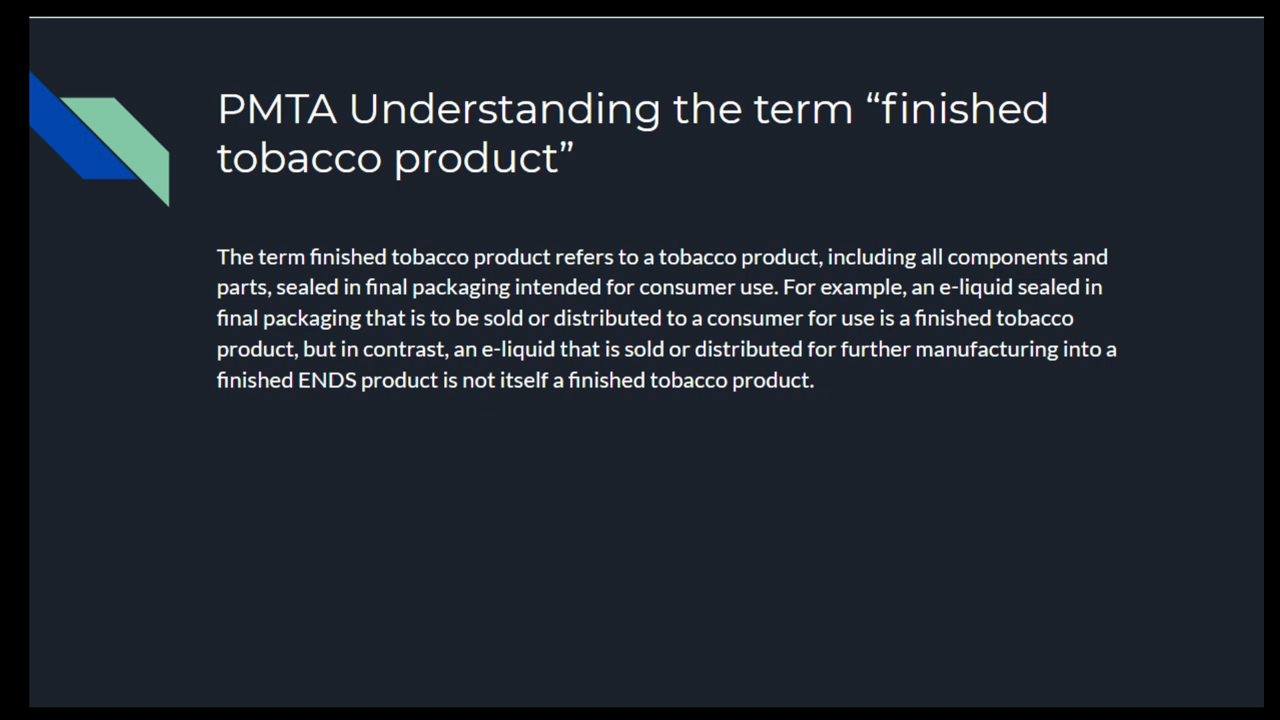 PMTA Understanding the term “finished
tobacco product”
The term finished tobacco product refers to a tobacco product, including all components and
parts, sealed in final packaging intended for consumer use. For example, an e-liquid sealed in
final packaging that is to be sold or distributed to a consumer for use is a finished tobacco
product, but in contrast, an e-liquid that is sold or distributed for further manufacturing into a
finished ENDS product is not itself a finished tobacco product.